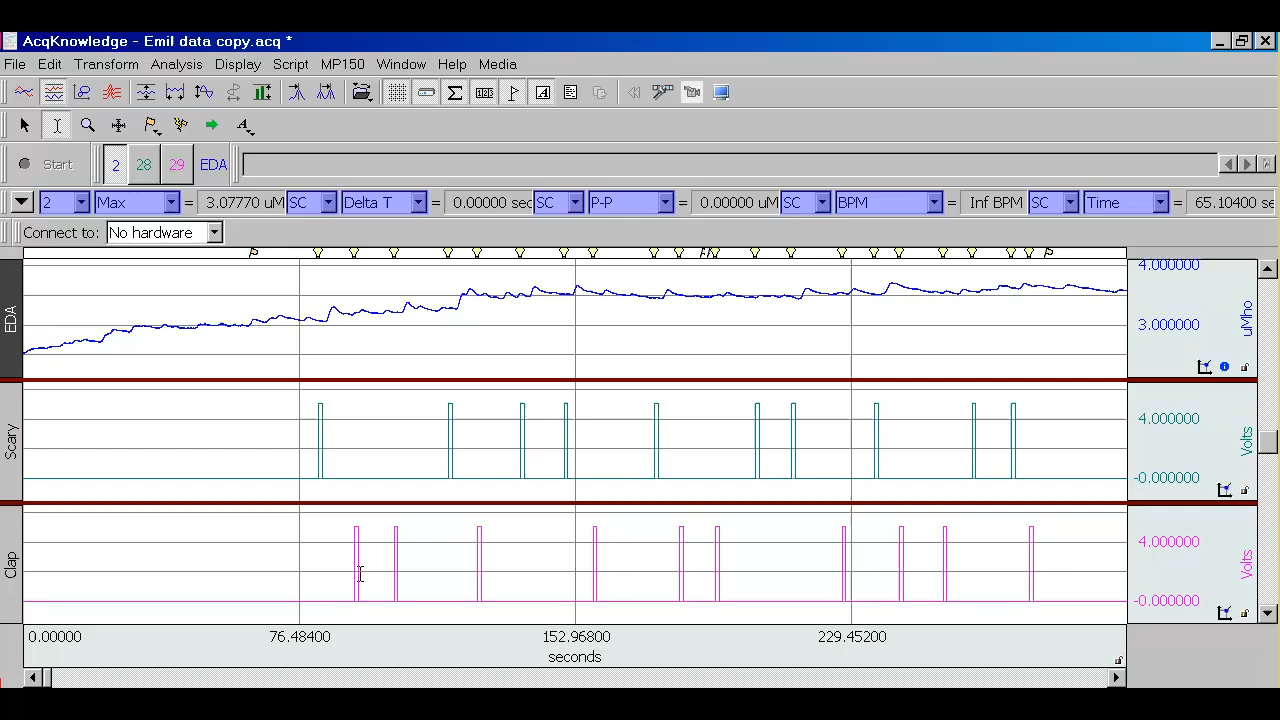 AcqKnowledge - Emil data copy.acq *
File Edit Transform Analysis Display Script MP150 Window Help Media
Start 2 28 29 EDA
2 Max = 3.07770 uM SC Delta T = 0.00000 sec SC P-P = 0.00000 uM SC BPM = Inf BPM SC Time = 65.10400 se
Connect to: No hardware
EDA
4.000000
3.000000
uMho
Scary
4.000000
-0.000000
Volts
Clap
4.000000
-0.000000
Volts
0.00000 76.48400 152.96800 229.45200
seconds